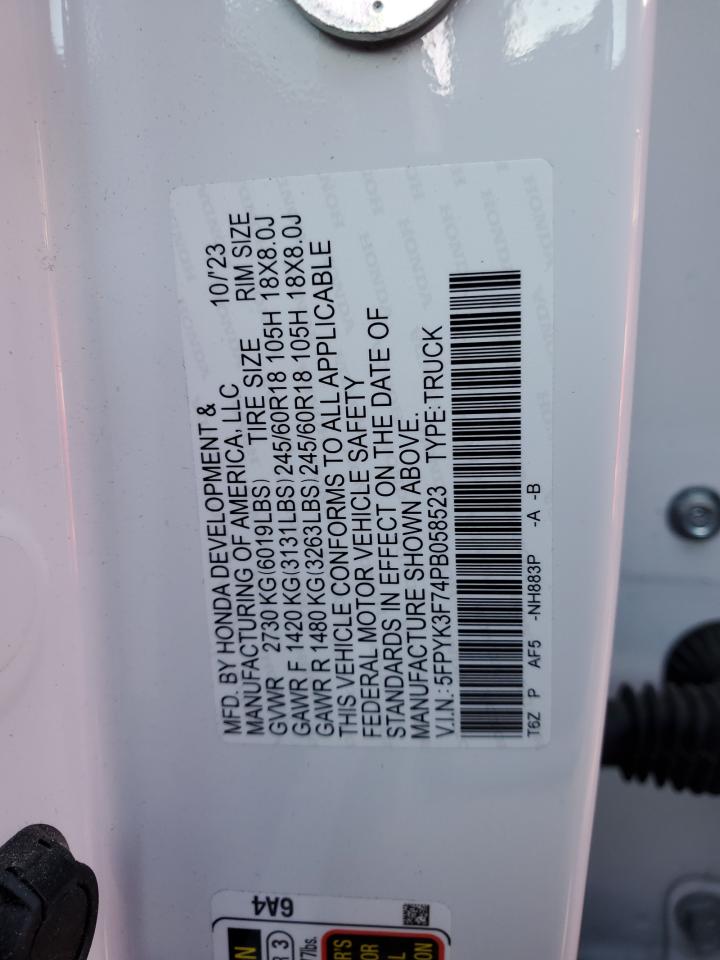 MFD. BY HONDA DEVELOPMENT & 10/'23
MANUFACTURING OF AMERICA, LLC
GVWR 2730 KG(6019LBS) TIRE SIZE RIM SIZE
GAWR F 1420 KG(3131LBS) 245/60R18 105H 18X8.0J
GAWR R 1480 KG(3263LBS) 245/60R18 105H 18X8.0J
THIS VEHICLE CONFORMS TO ALL APPLICABLE
FEDERAL MOTOR VEHICLE SAFETY
STANDARDS IN EFFECT ON THE DATE OF
MANUFACTURE SHOWN ABOVE.
V.I.N.: 5FPYK3F74PB058523 TYPE: TRUCK
T6Z P AF5 -NH883P -A -B
6A4